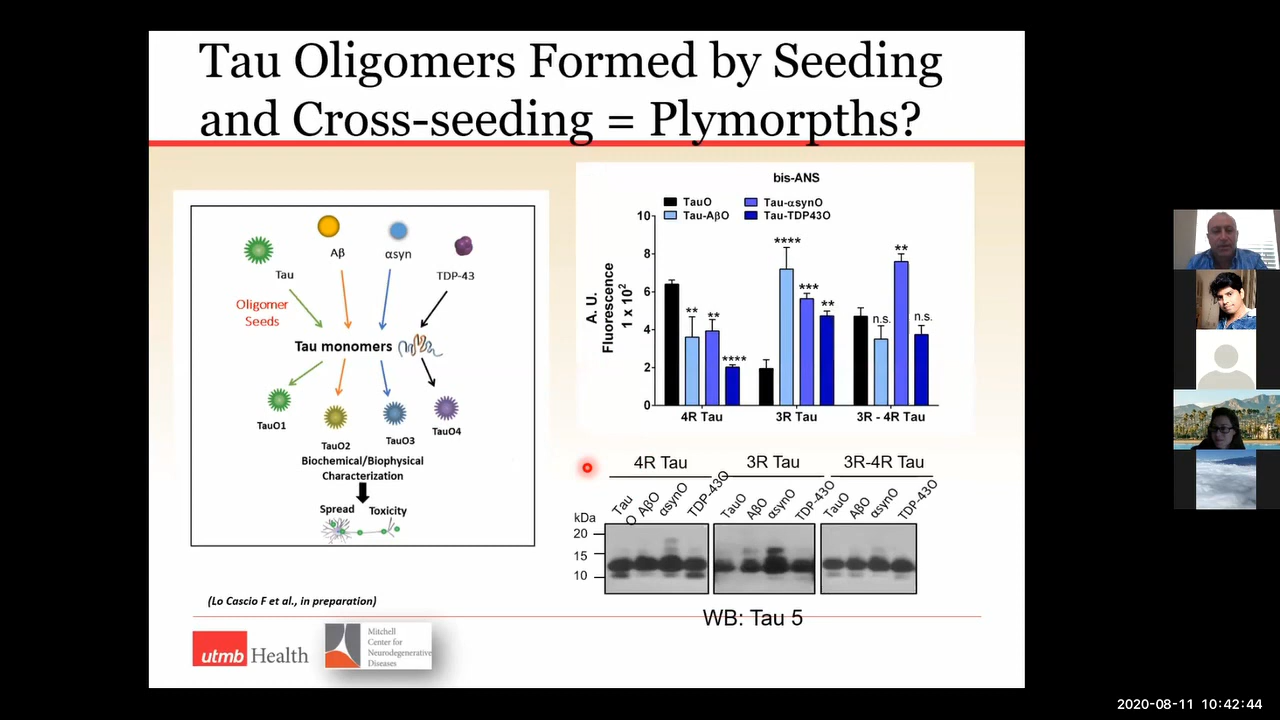 Tau Oligomers Formed by Seeding
and Cross-seeding = Plymorpths?
Aβ
αsyn
Tau
TDP-43
Oligomer
Seeds
Tau monomers
TauO1
TauO2
TauO3
TauO4
Biochemical/Biophysical
Characterization
Spread
Toxicity
(Lo Cascio F et al., in preparation)
utmb Health
Mitchell
Center for
Neurodegenerative
Diseases
bis-ANS
TauO
Tau-αsynO
Tau-AβO
Tau-TDP43O
A. U.
Fluorescence
1 x 10²
10
8
6
4
2
0
**
**
****
****
***
**
n.s.
**
n.s.
4R Tau
3R Tau
3R - 4R Tau
4R Tau
3R Tau
3R-4R Tau
Tau
O
AβO
αsynO
TDP-43O
TauO
AβO
αsynO
TDP-43O
TauO
AβO
αsynO
TDP-43O
kDa
20
15
10
WB: Tau 5
2020-08-11 10:42:44